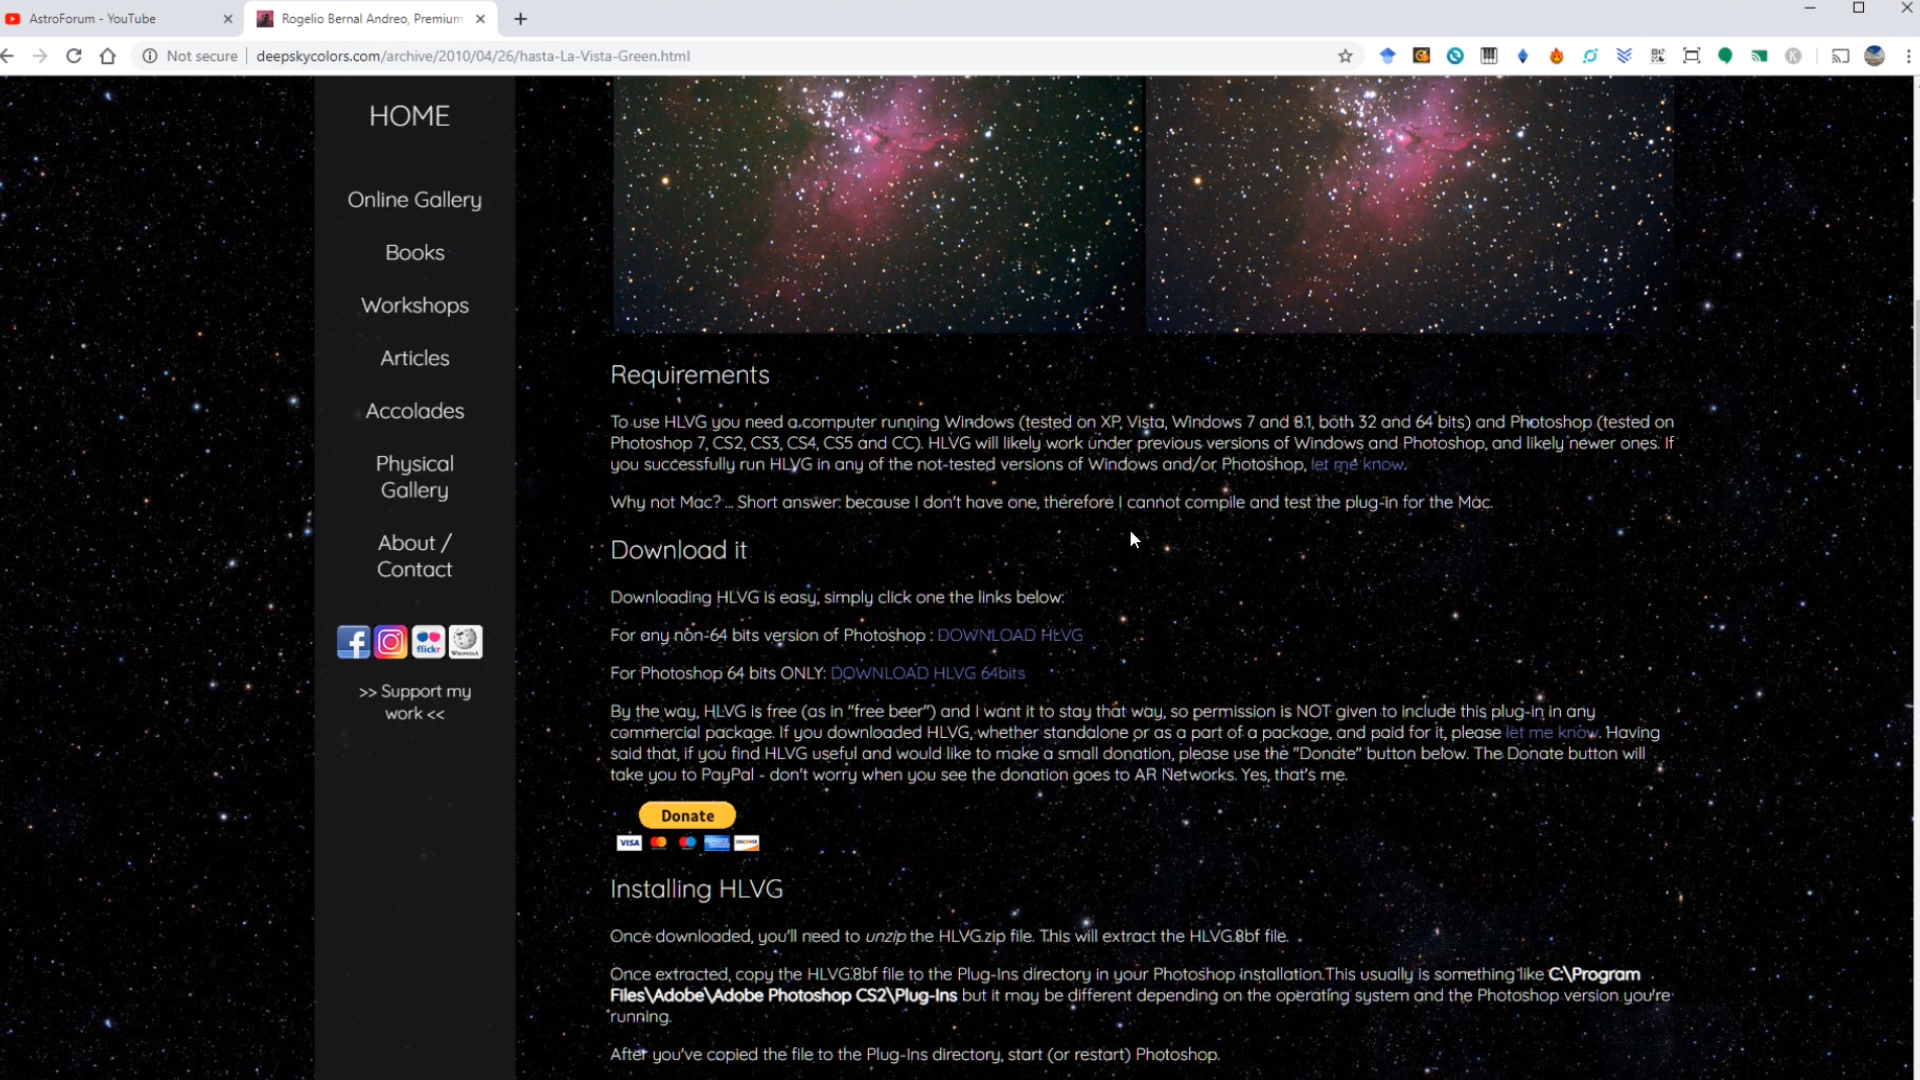 AstroForum - YouTube
Rogelio Bernal Andreo, Premium
Not secure
deepskycolors.com/archive/2010/04/26/hasta-La-Vista-Green.html
HOME
Online Gallery
Books
Workshops
Articles
Accolades
Physical
Gallery
About /
Contact
flickr
WIKIPEDIA
>> Support my
work <<
Requirements
To use HLVG you need a computer running Windows (tested on XP, Vista, Windows 7 and 8.1, both 32 and 64 bits) and Photoshop (tested on
Photoshop 7, CS2, CS3, CS4, CS5 and CC). HLVG will likely work under previous versions of Windows and Photoshop, and likely newer ones. If
you successfully run HLVG in any of the not-tested versions of Windows and/or Photoshop, let me know.
Why not Mac? ... Short answer: because I don't have one, therefore I cannot compile and test the plug-in for the Mac.
Download it
Downloading HLVG is easy, simply click one the links below:
For any non-64 bits version of Photoshop : DOWNLOAD HLVG
For Photoshop 64 bits ONLY: DOWNLOAD HLVG 64bits
By the way, HLVG is free (as in "free beer") and I want it to stay that way, so permission is NOT given to include this plug-in in any
commercial package. If you downloaded HLVG, whether standalone or as a part of a package, and paid for it, please let me know. Having
said that, if you find HLVG useful and would like to make a small donation, please use the "Donate" button below. The Donate button will
take you to PayPal - don't worry when you see the donation goes to AR Networks. Yes, that's me.
Donate
VISA
DISCOVER
Installing HLVG
Once downloaded, you'll need to unzip the HLVG.zip file. This will extract the HLVG.8bf file.
Once extracted, copy the HLVG.8bf file to the Plug-Ins directory in your Photoshop installation.This usually is something like C:\Program
Files\Adobe\Adobe Photoshop CS2\Plug-Ins but it may be different depending on the operating system and the Photoshop version you're
running.
After you've copied the file to the Plug-Ins directory, start (or restart) Photoshop.